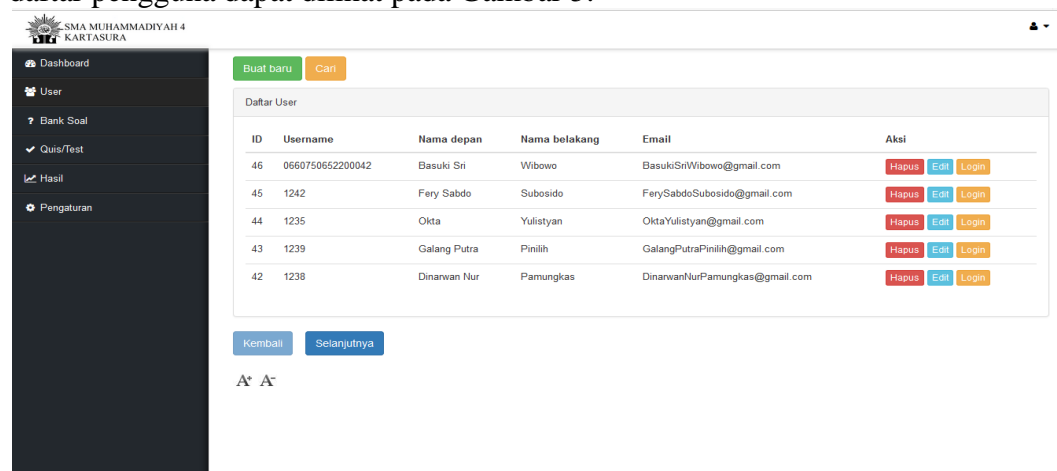 daftar pengguna dapat dilihat pada Gambar 3.
SMA MUHAMMADIYAH 4
KARTASURA
Dashboard
User
Bank Soal
Quis/Test
Hasil
Pengaturan
Buat baru Cari
Daftar User
ID Username Nama depan Nama belakang Email Aksi
46 0660750652200042 Basuki Sri Wibowo BasukiSriWibowo@gmail.com Hapus Edit Login
45 1242 Fery Sabdo Subosido FerySabdoSubosido@gmail.com Hapus Edit Login
44 1235 Okta Yulistyan OktaYulistyan@gmail.com Hapus Edit Login
43 1239 Galang Putra Pinilih GalangPutraPinilih@gmail.com Hapus Edit Login
42 1238 Dinarwan Nur Pamungkas DinarwanNurPamungkas@gmail.com Hapus Edit Login
Kembali Selanjutnya
A+ A-